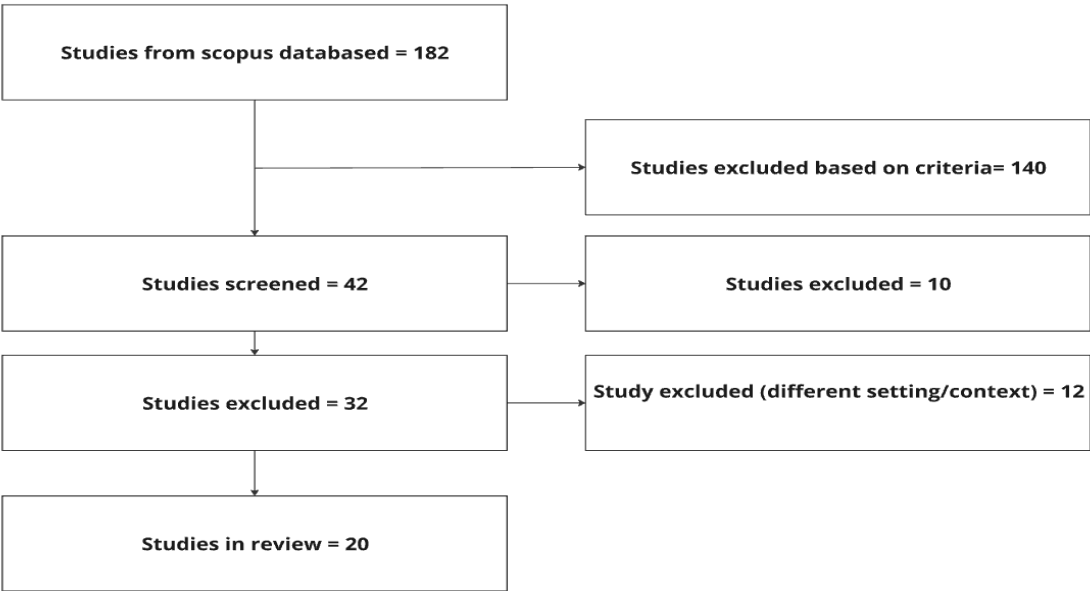 Studies from scopus databased = 182
Studies excluded based on criteria= 140
Studies screened = 42
Studies excluded = 10
Studies excluded = 32
Study excluded (different setting/context) = 12
Studies in review = 20